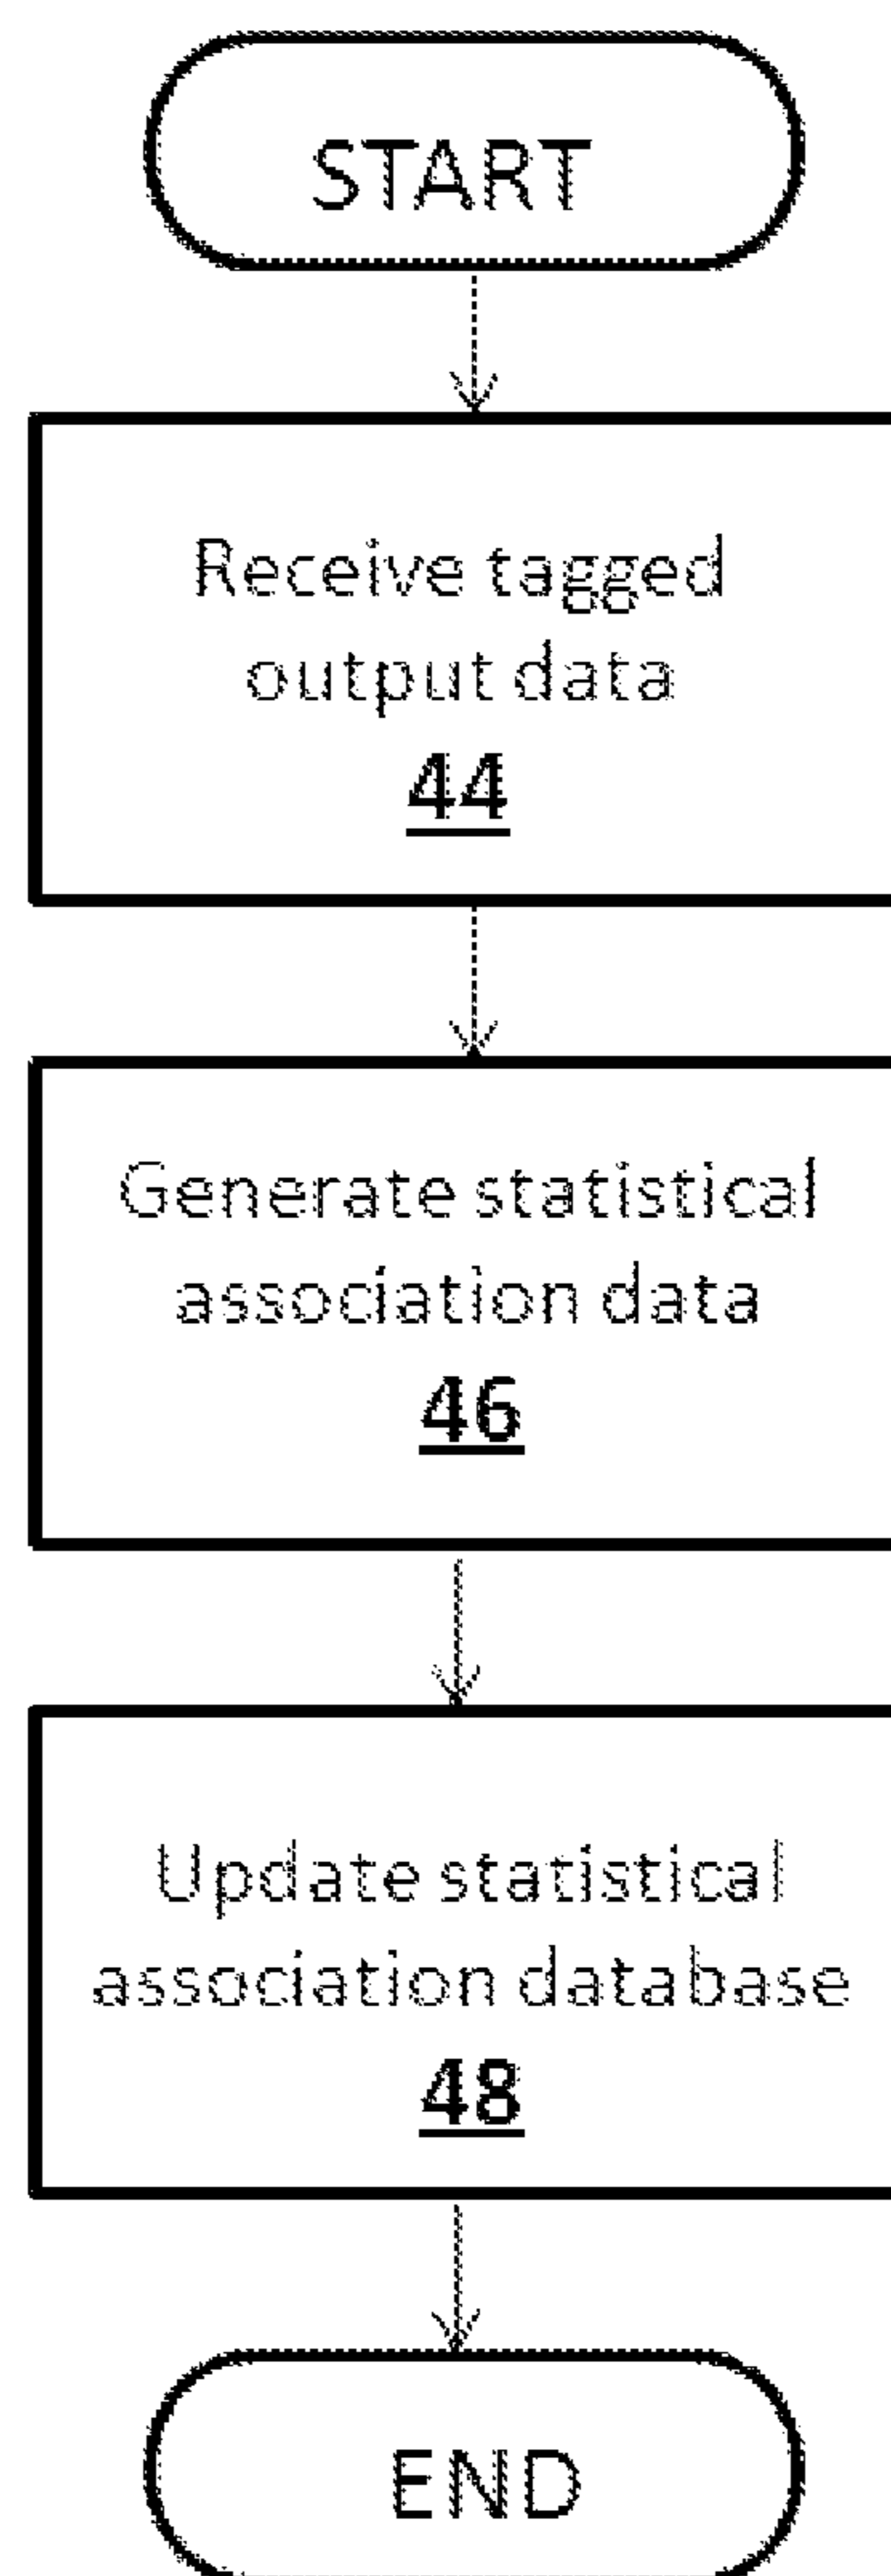 START
Receive tagged
output data
44
Generate statistical
association data
46
Update statistical
association database
48
END